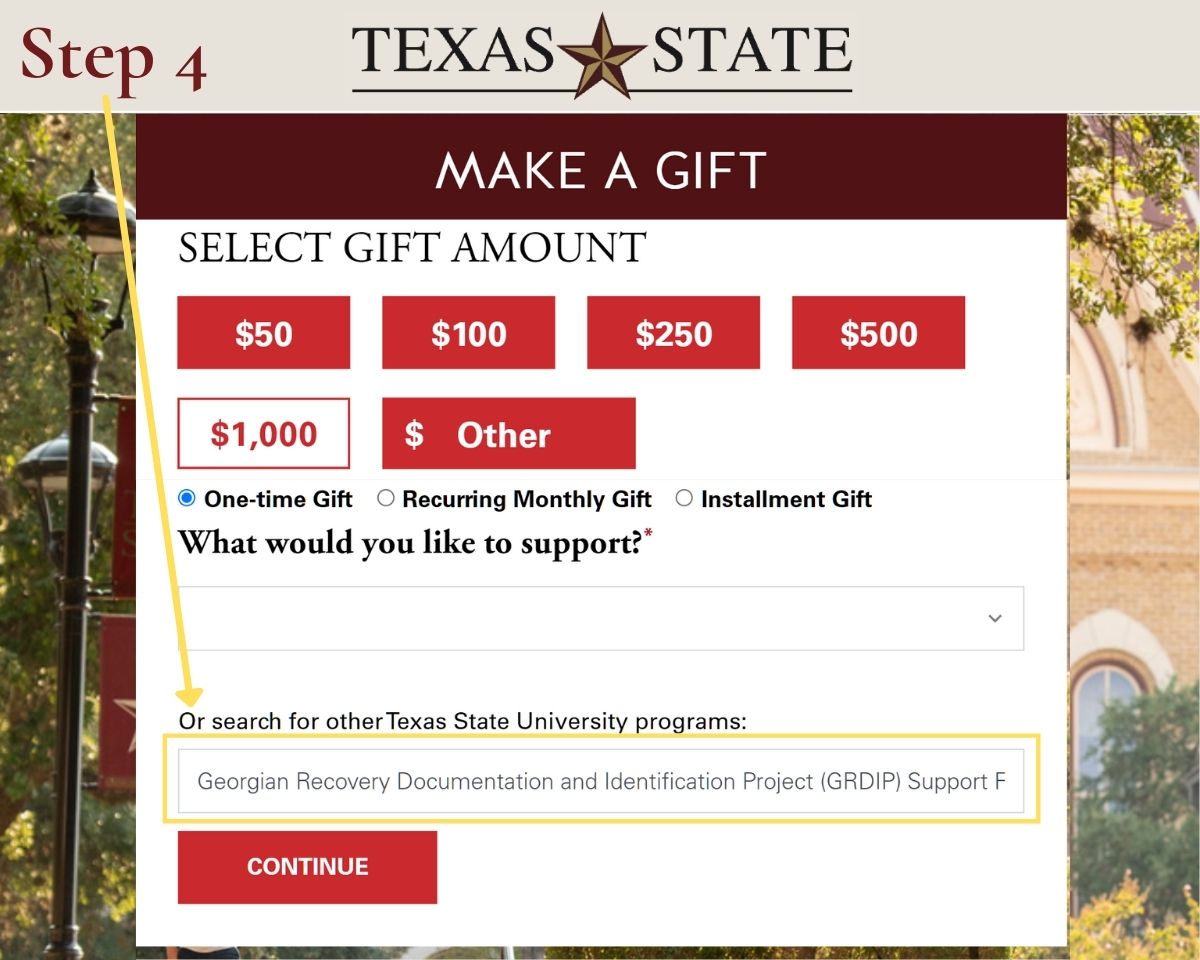 Step 4
TEXAS STATE
MAKE A GIFT
SELECT GIFT AMOUNT
$50 $100 $250 $500
$1,000 $ Other
One-time Gift Recurring Monthly Gift Installment Gift
What would you like to support?*
Or search for other Texas State University programs:
Georgian Recovery Documentation and Identification Project (GRDIP) Support F
CONTINUE